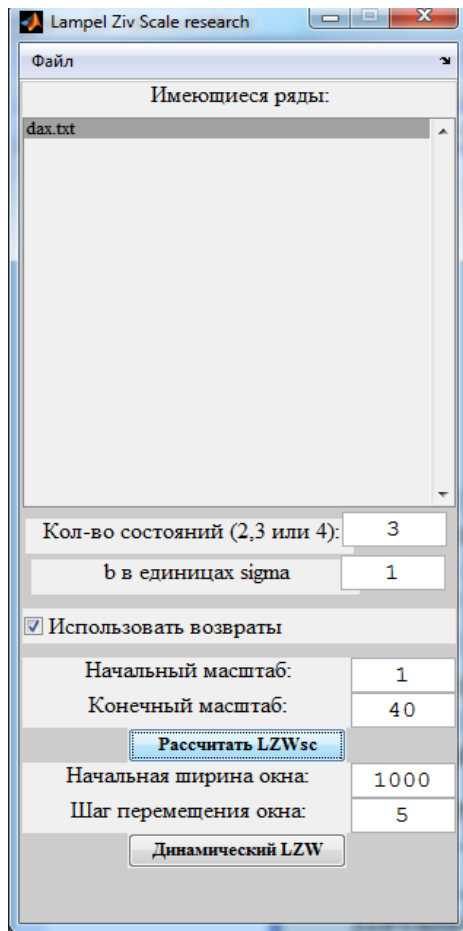 Lampel Ziv Scale research
Файл
Имеющиеся ряды:
dax.txt
Кол-во состояний (2,3 или 4): 3
b в единицах sigma 1
Использовать возвраты
Начальный масштаб: 1
Конечный масштаб: 40
Рассчитать LZWsc
Начальная ширина окна: 1000
Шаг перемещения окна: 5
Динамический LZW